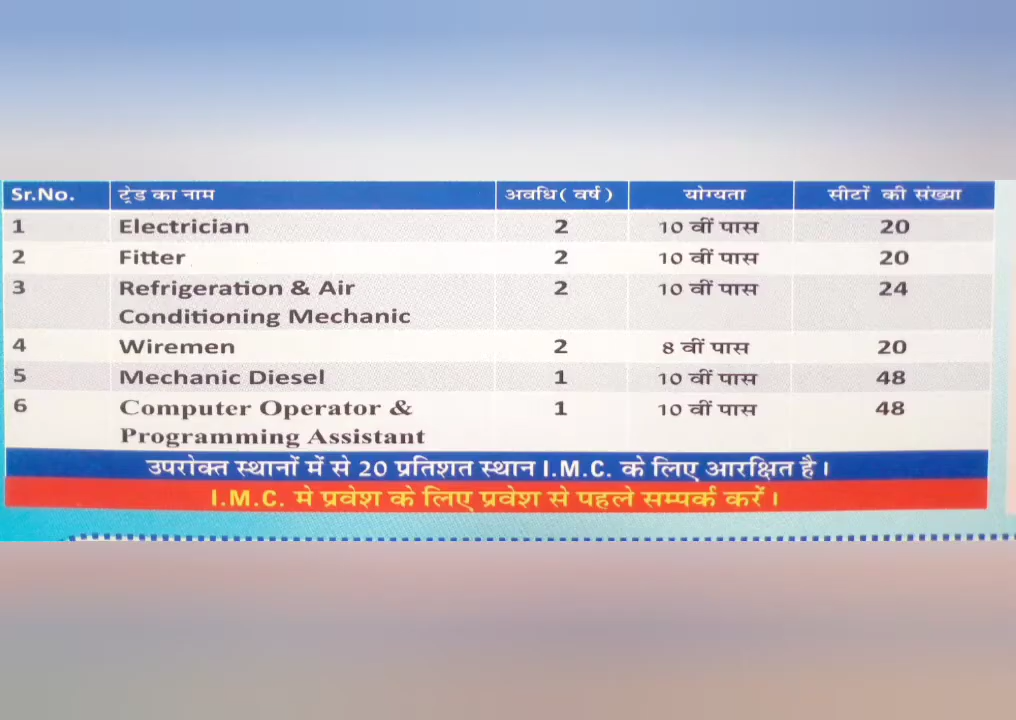 Sr.No. ट्रेड का नाम अवधि( वर्ष ) योग्यता सीटों की संख्या
1 Electrician 2 10 वीं पास 20
2 Fitter 2 10 वीं पास 20
3 Refrigeration & Air 2 10 वीं पास 24
Conditioning Mechanic
4 Wiremen 2 8 वीं पास 20
5 Mechanic Diesel 1 10 वीं पास 48
6 Computer Operator & 1 10 वीं पास 48
Programming Assistant
उपरोक्त स्थानों में से 20 प्रतिशत स्थान I.M.C. के लिए आरक्षित है।
I.M.C. मे प्रवेश के लिए प्रवेश से पहले सम्पर्क करें।